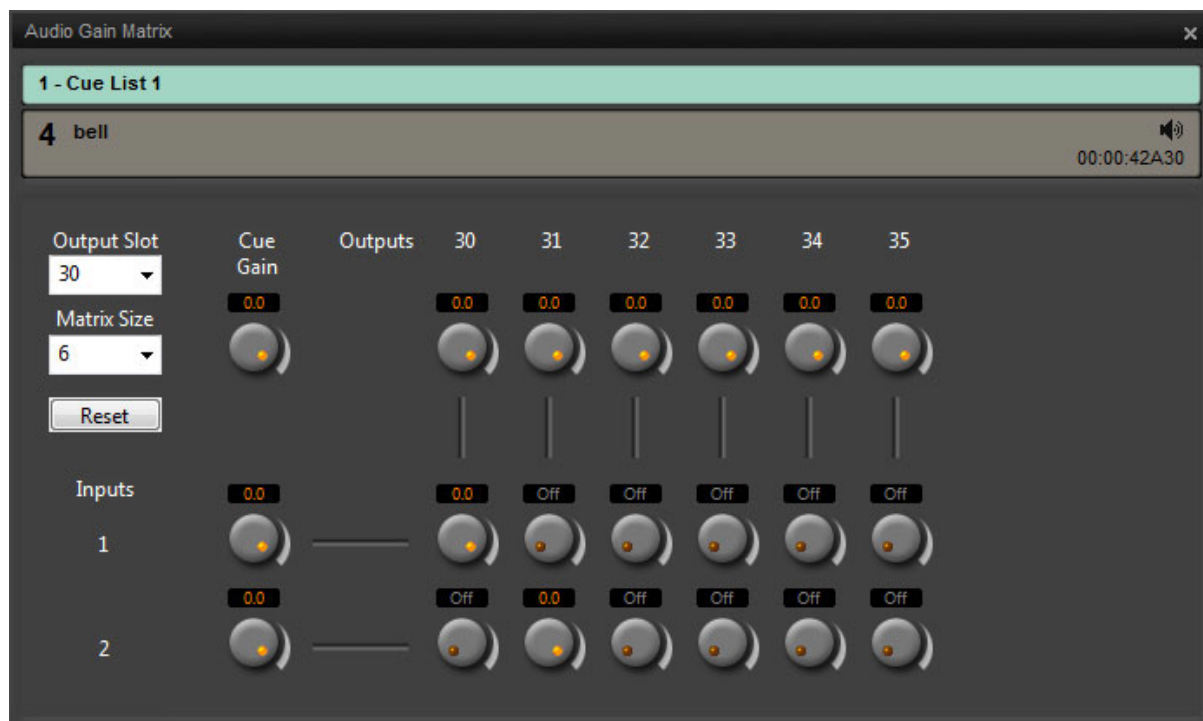 Audio Gain Matrix x
1 - Cue List 1
4 bell
00:00:42A30
Output Slot Cue Gain Outputs 30 31 32 33 34 35
30
0.0 0.0 0.0 0.0 0.0 0.0 0.0
Matrix Size
6
Reset
Inputs 0.0 0.0 Off Off Off Off Off
1
0.0 Off 0.0 Off Off Off Off
2